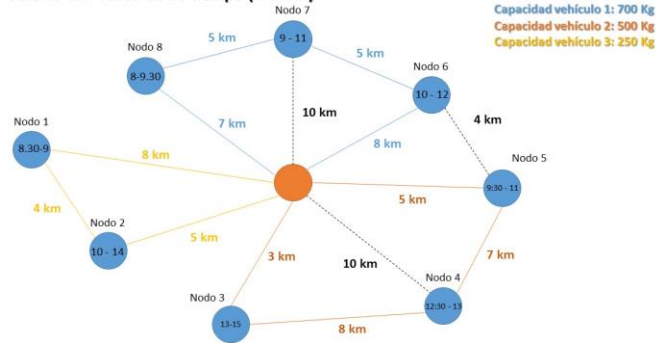 Nodo 7
Capacidad vehículo 1: 700 Kg
Capacidad vehículo 2: 500 Kg
Capacidad vehículo 3: 250 Kg
9 - 11
5 km
5 km
Nodo 8
8-9.30
Nodo 6
10 - 12
10 km
4 km
7 km
8 km
Nodo 1
8.30-9
8 km
Nodo 5
9:30 - 11
5 km
4 km
Nodo 2
10 - 14
5 km
3 km
10 km
7 km
Nodo 3
13-15
8 km
Nodo 4
12:30 - 13